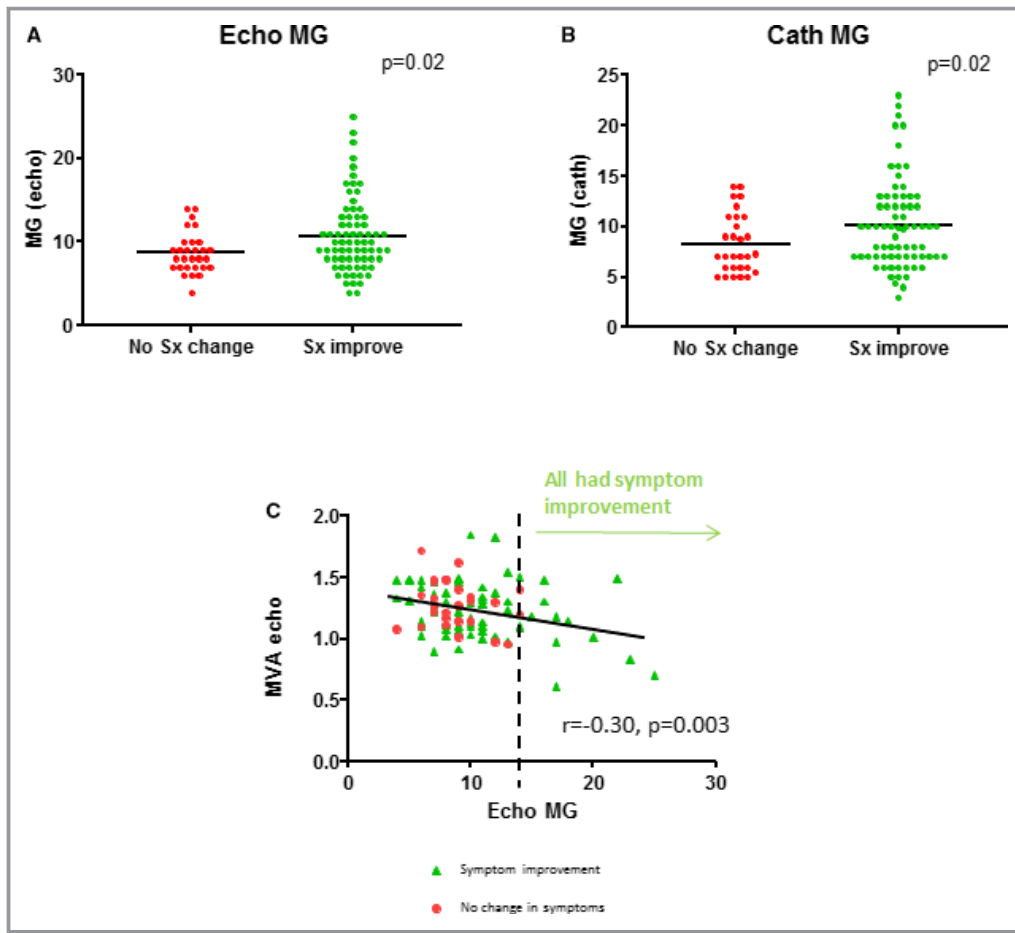 A
Echo MG
p=0.02
MG (echo)
30
20
10
0
No Sx change
Sx improve
B
Cath MG
p=0.02
MG (cath)
25
20
15
10
5
0
No Sx change
Sx improve
All had symptom
improvement
C
MVA echo
2.0
1.5
1.0
0.5
0.0
r=-0.30, p=0.003
0
10
20
30
Echo MG
Symptom improvement
No change in symptoms